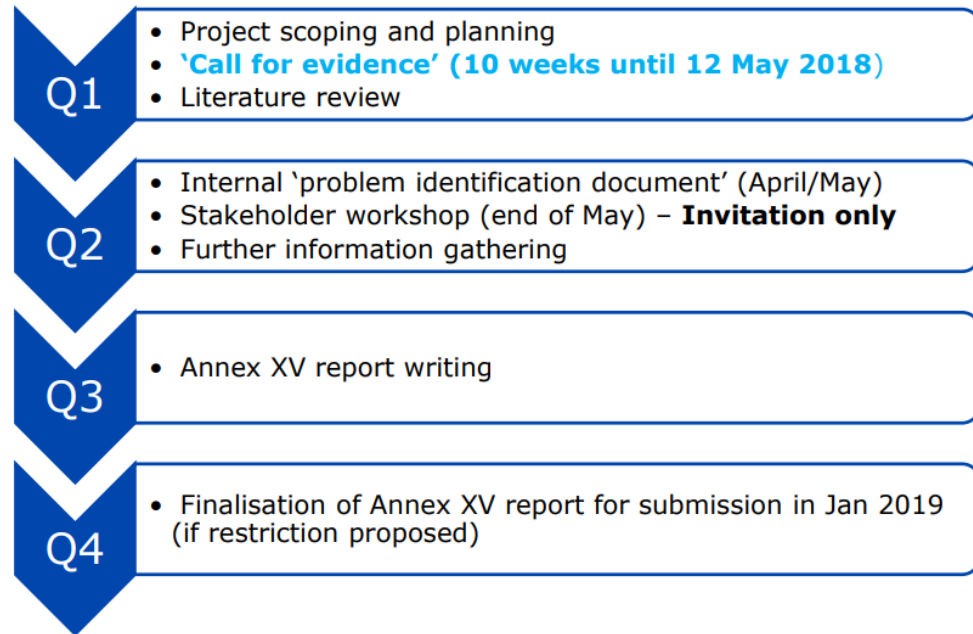 Q1
• Project scoping and planning
• ‘Call for evidence’ (10 weeks until 12 May 2018)
• Literature review
Q2
• Internal ‘problem identification document’ (April/May)
• Stakeholder workshop (end of May) – Invitation only
• Further information gathering
Q3
• Annex XV report writing
Q4
• Finalisation of Annex XV report for submission in Jan 2019
(if restriction proposed)